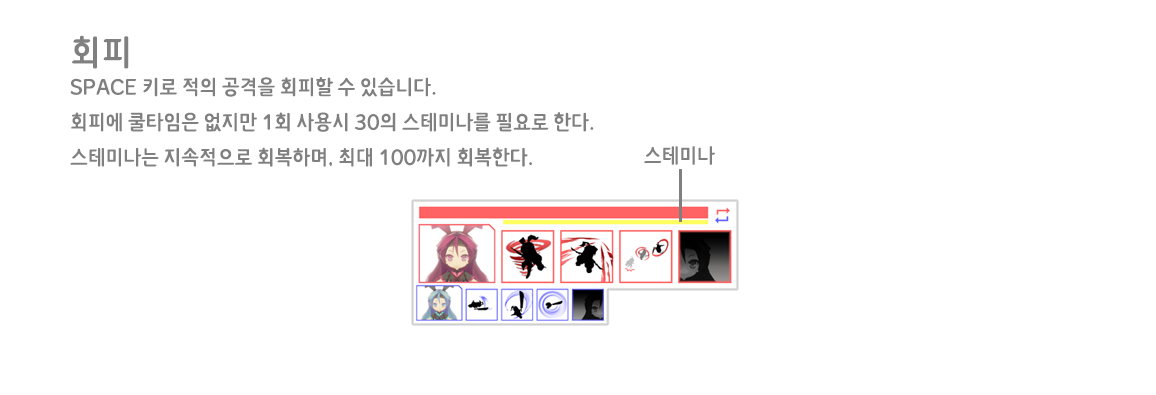 회피
SPACE 키로 적의 공격을 회피할 수 있습니다.
회피에 쿨타임은 없지만 1회 사용시 30의 스테미나를 필요로 한다.
스테미나는 지속적으로 회복하며, 최대 100까지 회복한다.
스테미나